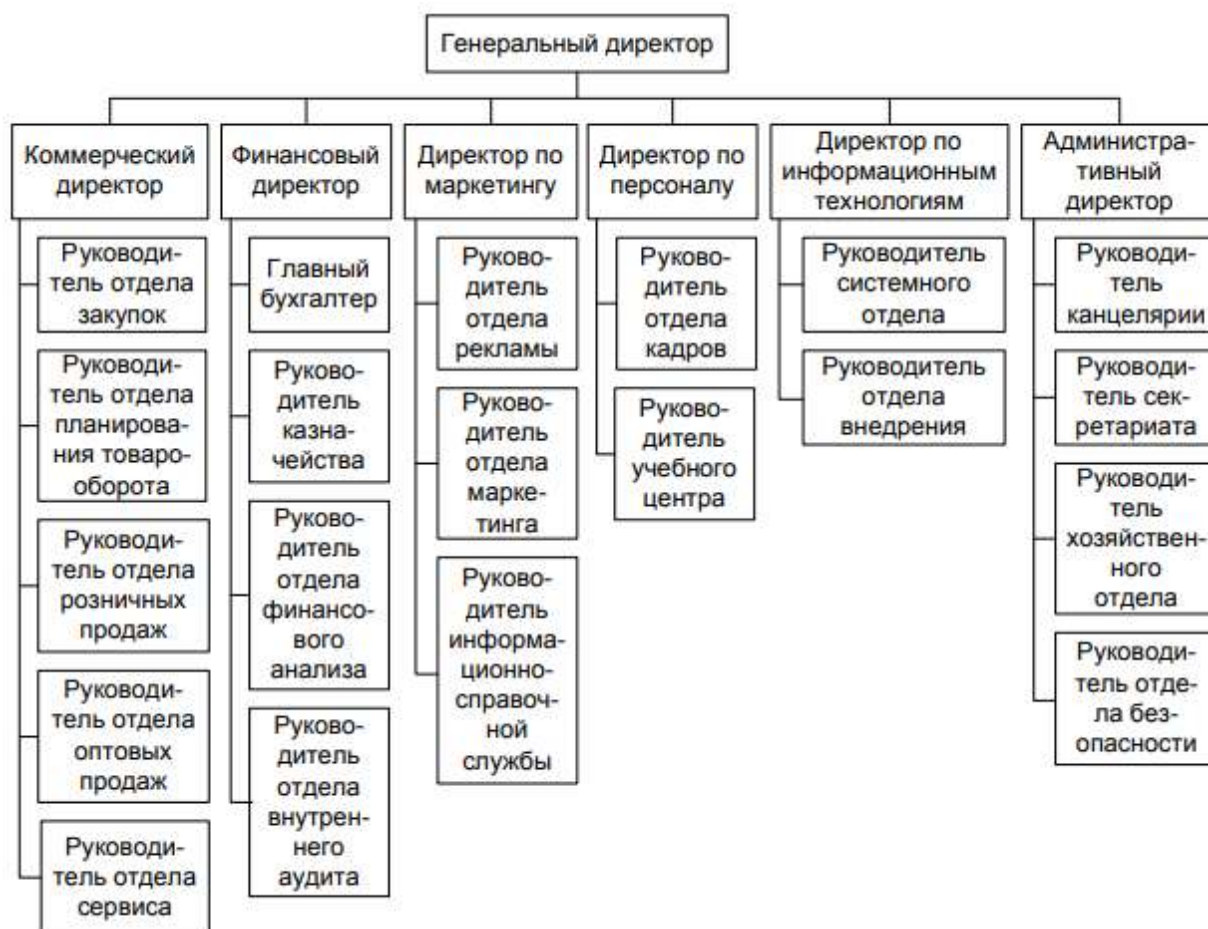 Генеральный директор
Коммерческий
директор
Руководи-
тель отдела
закупок
Руководи-
тель отдела
планирова-
ния товаро-
оборота
Руководи-
тель отдела
розничных
продаж
Руководи-
тель отдела
оптовых
продаж
Руководи-
тель отдела
сервиса
Финансовый
директор
Главный
бухгалтер
Руково-
дитель
казна-
чейства
Руково-
дитель
отдела
финансо-
вого
анализа
Руково-
дитель
отдела
внутрен-
него
аудита
Директор по
маркетингу
Руково-
дитель
отдела
рекламы
Руково-
дитель
отдела
марке-
тинга
Руково-
дитель
информа-
ционно-
справоч-
ной
службы
Директор по
персоналу
Руково-
дитель
отдела
кадров
Руково-
дитель
учебного
центра
Директор по
информационным
технологиям
Руководитель
системного
отдела
Руководитель
отдела
внедрения
Администра-
тивный
директор
Руководи-
тель
канцелярии
Руководи-
тель сек-
ретариата
Руководи-
тель
хозяйствен-
ного
отдела
Руководи-
тель отде-
ла без-
опасности